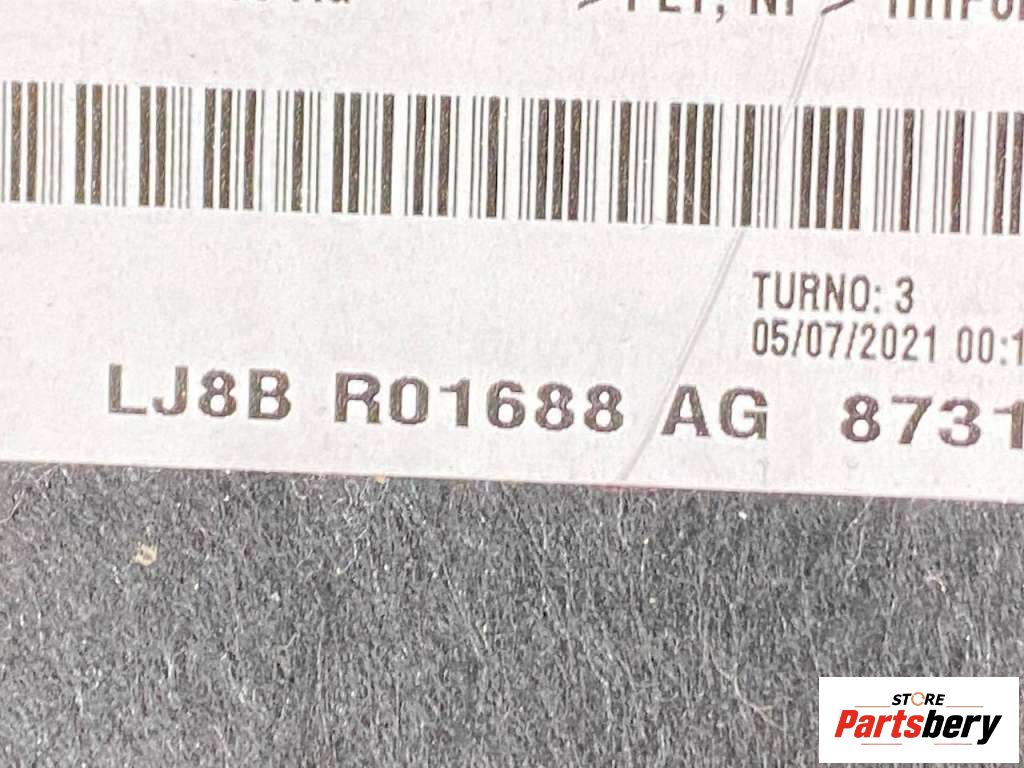 TURNO: 3
05/07/2021 00:1
LJ8B R01688 AG 8731
STORE
Partsbery